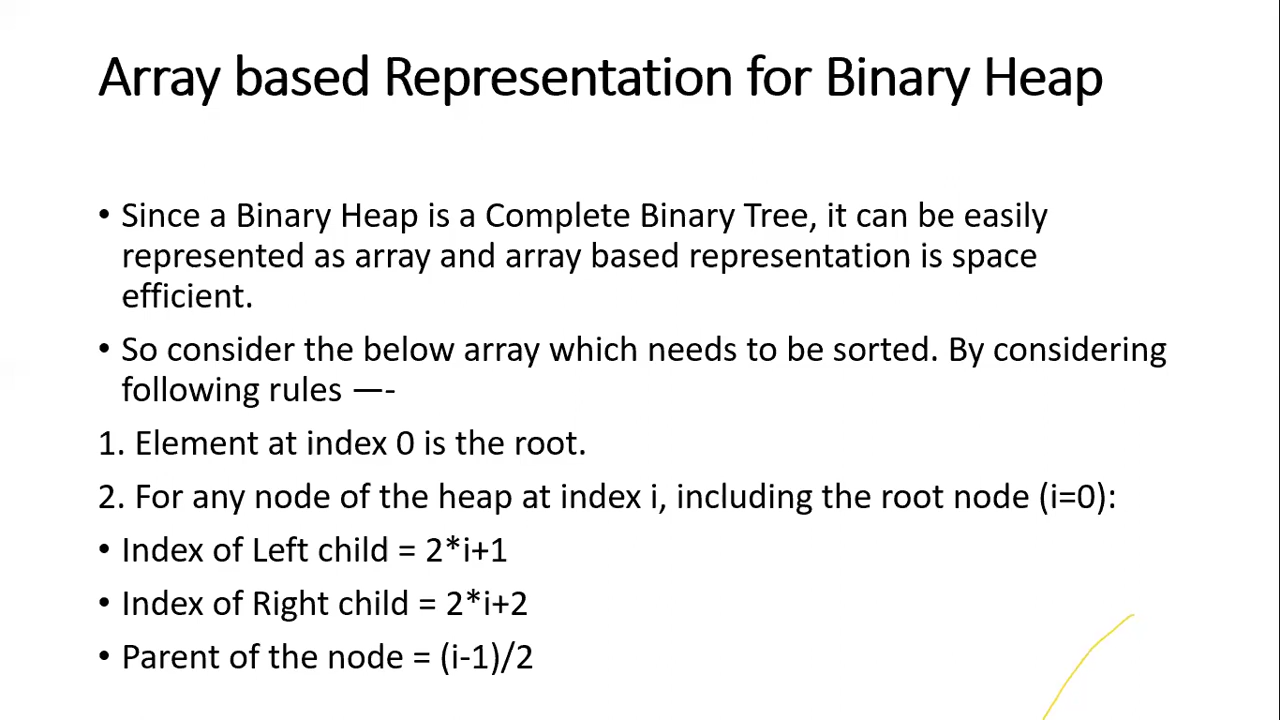 Array based Representation for Binary Heap
• Since a Binary Heap is a Complete Binary Tree, it can be easily
represented as array and array based representation is space
efficient.
• So consider the below array which needs to be sorted. By considering
following rules —-
1. Element at index 0 is the root.
2. For any node of the heap at index i, including the root node (i=0):
• Index of Left child = 2*i+1
• Index of Right child = 2*i+2
• Parent of the node = (i-1)/2